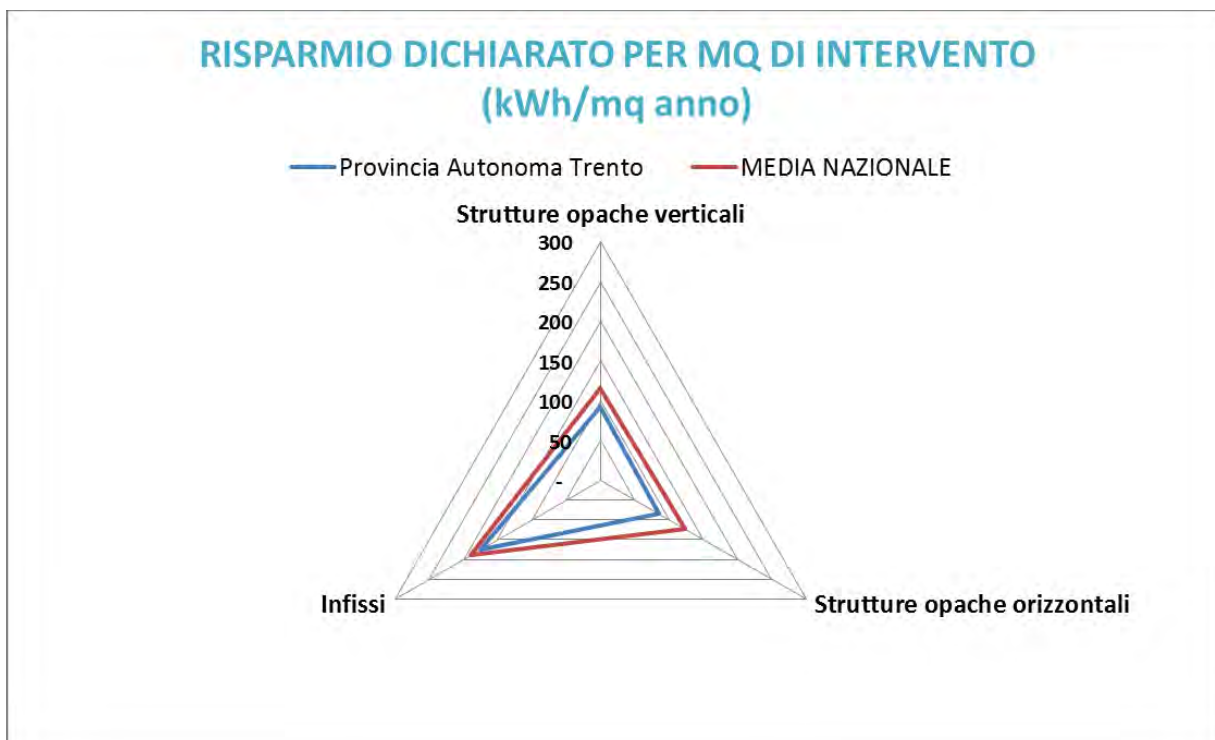 RISPARMIO DICHIARATO PER MQ DI INTERVENTO
(kWh/mq anno)
Provincia Autonoma Trento MEDIA NAZIONALE
Strutture opache verticali
300
250
200
150
100
50
-
Infissi
Strutture opache orizzontali